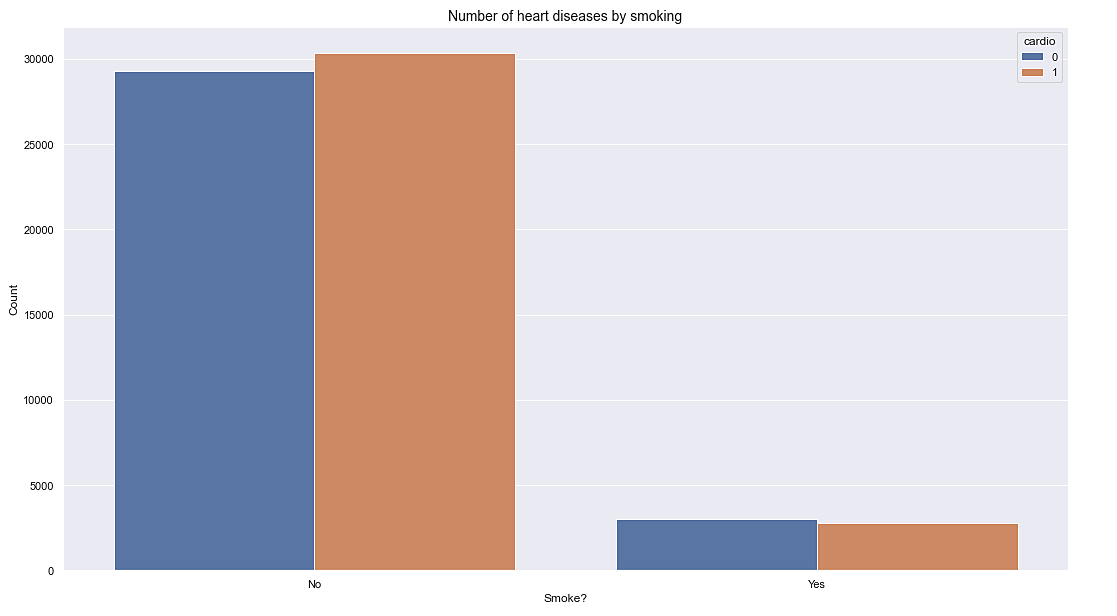 Number of heart diseases by smoking
cardio
0
1
30000
25000
20000
15000
10000
5000
0
Count
No
Yes
Smoke?